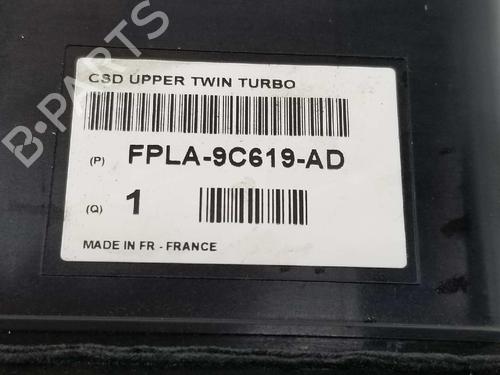 B-PARTS
CSD UPPER TWIN TURBO
(P) FPLA-9C619-AD
(Q) 1
MADE IN FR - FRANCE